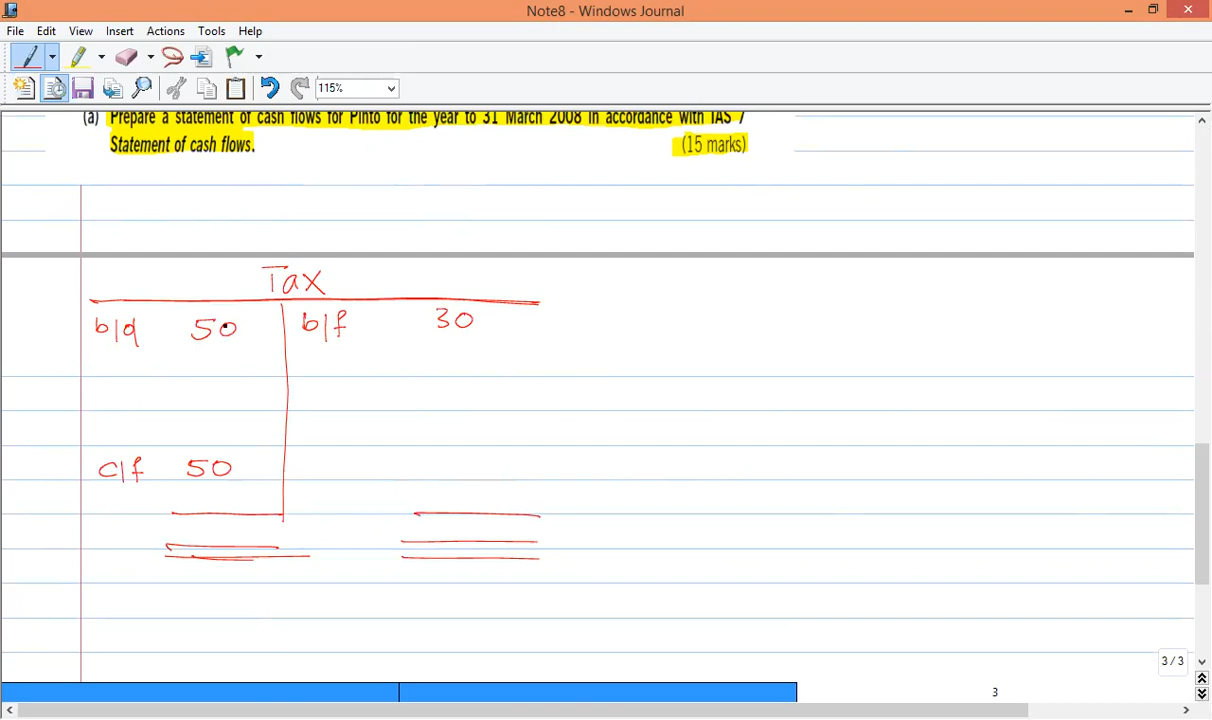 Note8 - Windows Journal
File Edit View Insert Actions Tools Help
115%
(a) Prepare a statement of cash flows for Pinto for the year to 31 March 2008 in accordance with IAS 7
Statement of cash flows. (15 marks)
Tax
b/d 50 b/f 30
c/f 50
3 / 3
3